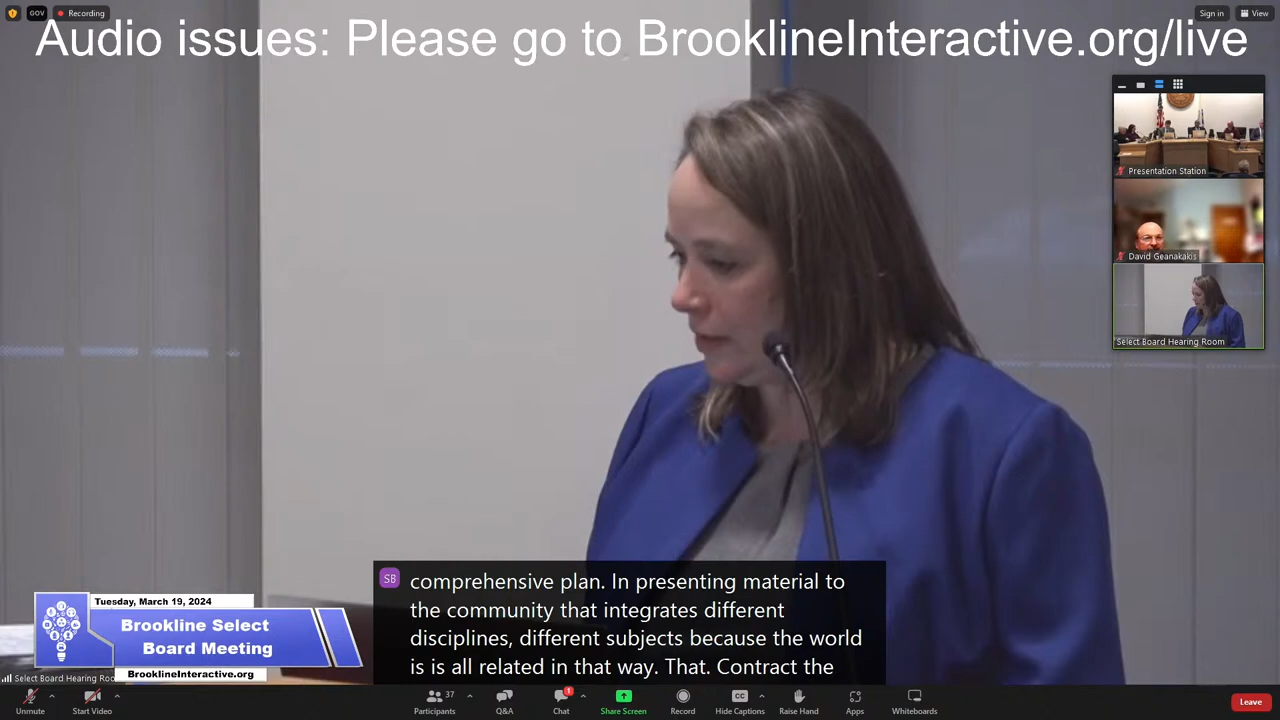 GOV
Recording
Sign in
View
Audio issues: Please go to BrooklineInteractive.org/live
Presentation Station
David Geanakakis
Select Board Hearing Room
SB
comprehensive plan. In presenting material to
the community that integrates different
disciplines, different subjects because the world
is is all related in that way. That. Contract the
Tuesday, March 19, 2024
Brookline Select
Board Meeting
BrooklineInteractive.org
Select Board Hearing Roo
Unmute
Start Video
Participants
37
Q&A
Chat
1
Share Screen
Record
CC
Hide Captions
Raise Hand
Apps
Whiteboards
Leave